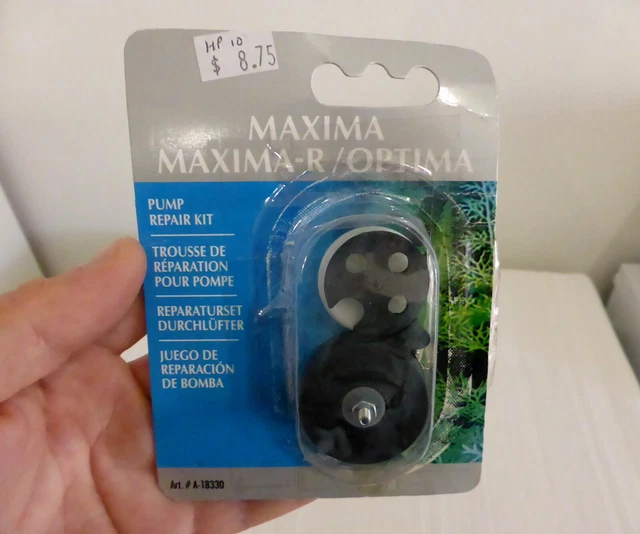 HP 10
$ 8.75
MAXIMA
MAXIMA-R/OPTIMA
PUMP
REPAIR KIT
TROUSSE DE
RÉPARATION
POUR POMPE
REPARATURSET
DURCHLÜFTER
JUEGO DE
REPARACIÓN
DE BOMBA
Art. # A-18330